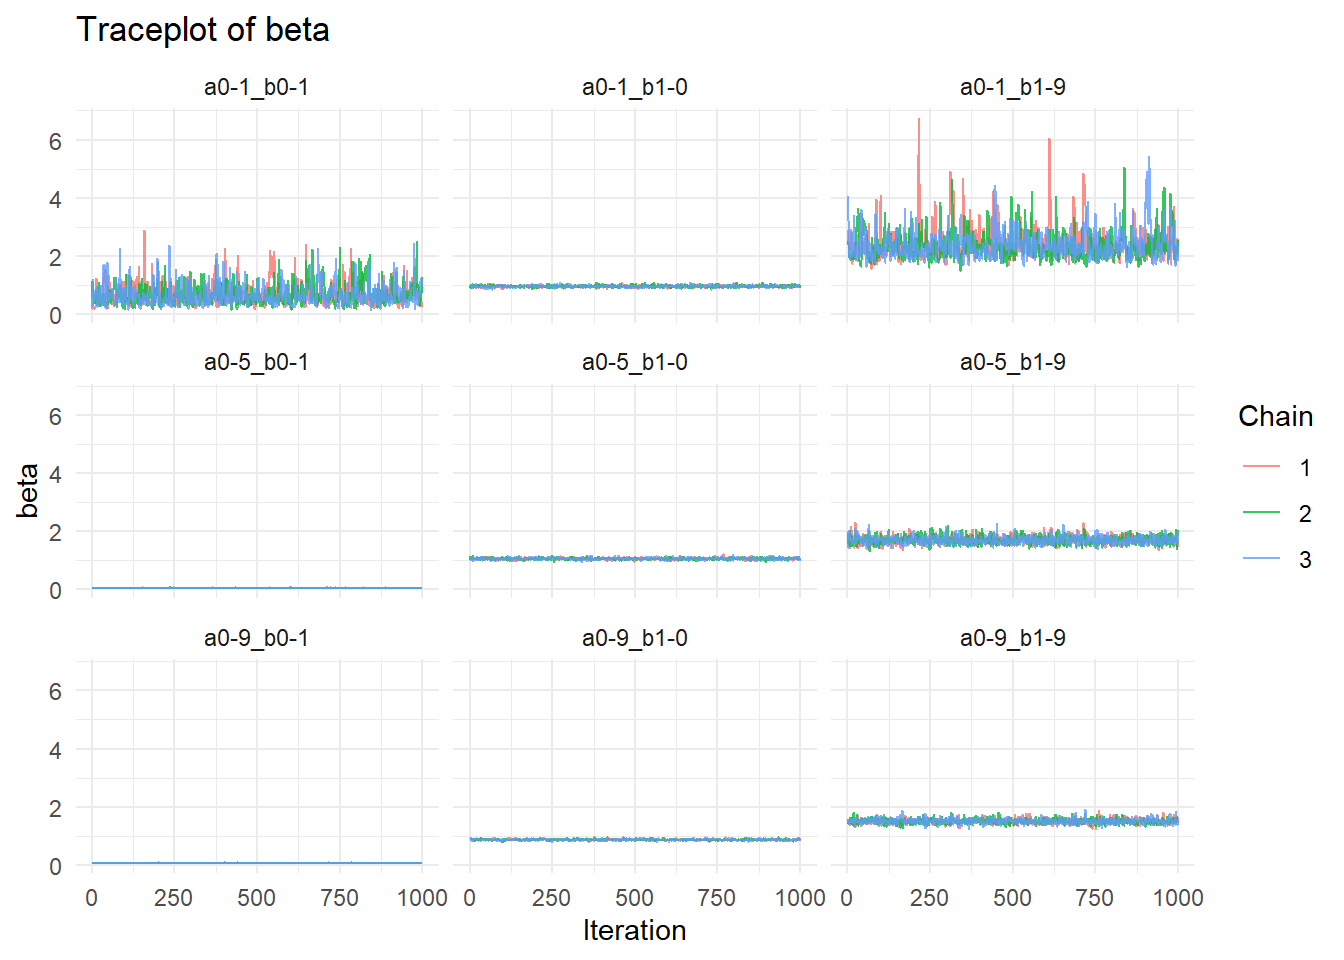 Traceplot of beta
a0-1_b0-1 a0-1_b1-0 a0-1_b1-9
6
4
2
0
a0-5_b0-1 a0-5_b1-0 a0-5_b1-9
6
4
2
0
a0-9_b0-1 a0-9_b1-0 a0-9_b1-9
6
4
2
0
0 250 500 750 1000 0 250 500 750 1000 0 250 500 750 1000
Iteration
beta
Chain
1
2
3